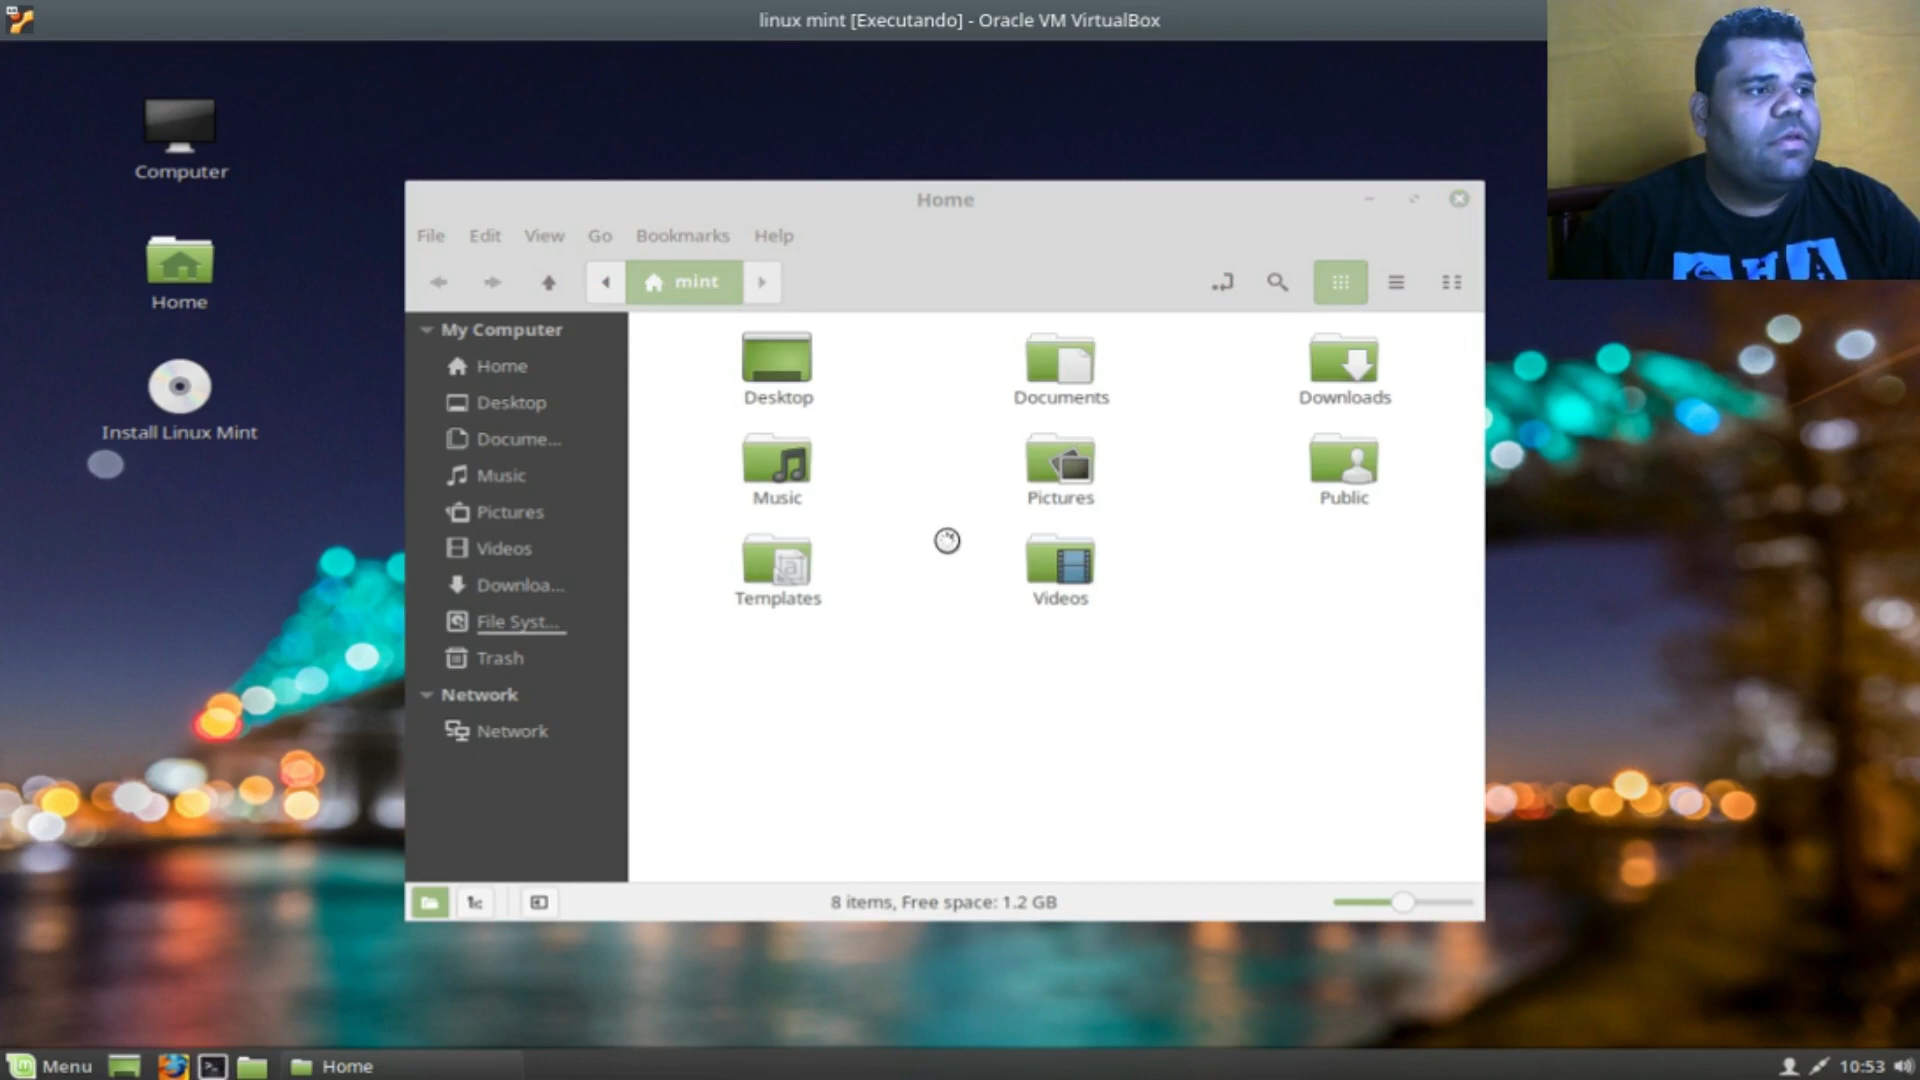 linux mint [Executando] - Oracle VM VirtualBox
Computer
Home
Install Linux Mint
Home
File Edit View Go Bookmarks Help
mint
My Computer
Home
Desktop
Docume...
Music
Pictures
Videos
Downloa...
File Syst...
Trash
Network
Network
Desktop Documents Downloads
Music Pictures Public
Templates Videos
8 items, Free space: 1.2 GB
Menu Home 10:53